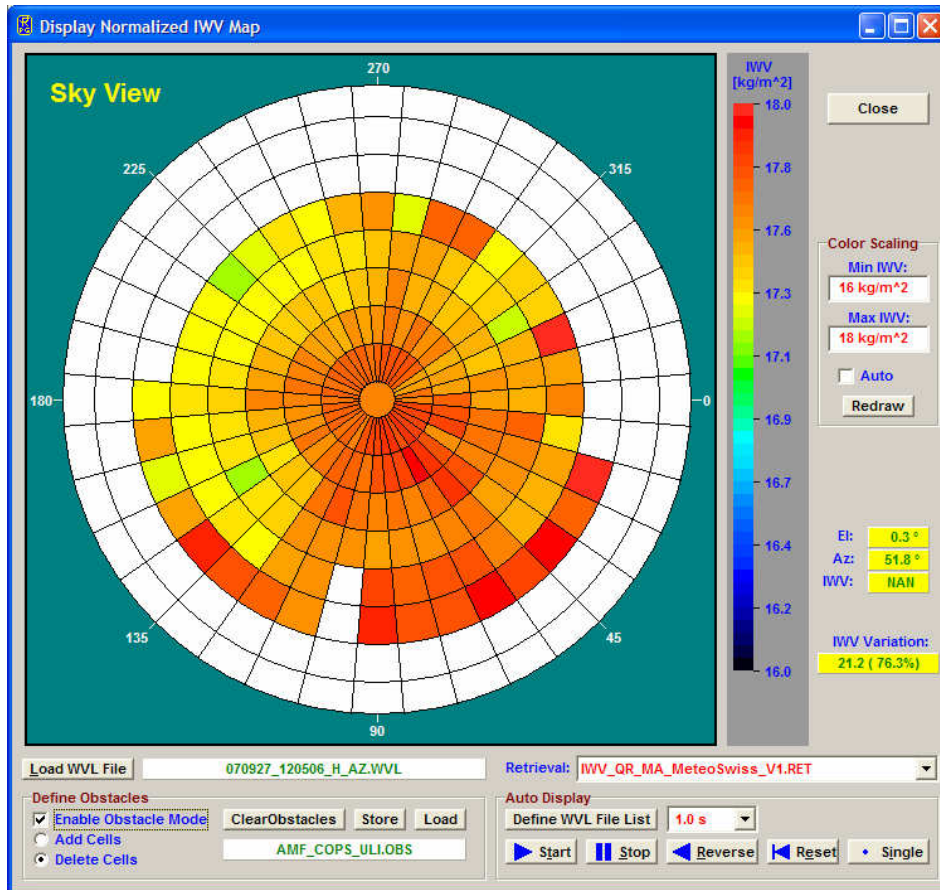 Display Normalized IWV Map
Sky View
270
225
315
180
0
135
45
90
IWV
[kg/m^2]
18.0
17.8
17.6
17.3
17.1
16.9
16.7
16.4
16.2
16.0
Close
Color Scaling
Min IWV:
16 kg/m^2
Max IWV:
18 kg/m^2
Auto
Redraw
El: 0.3 °
Az: 51.8 °
IWV: NAN
IWV Variation:
21.2 ( 76.3%)
Load WVL File 070927_120506_H_AZ.WVL Retrieval: IWV_QR_MA_MeteoSwiss_V1.RET
Define Obstacles
Enable Obstacle Mode ClearObstacles Store Load
Add Cells
Delete Cells AMF_COPS_ULI.OBS
Auto Display
Define WVL File List 1.0 s
Start Stop Reverse Reset Single